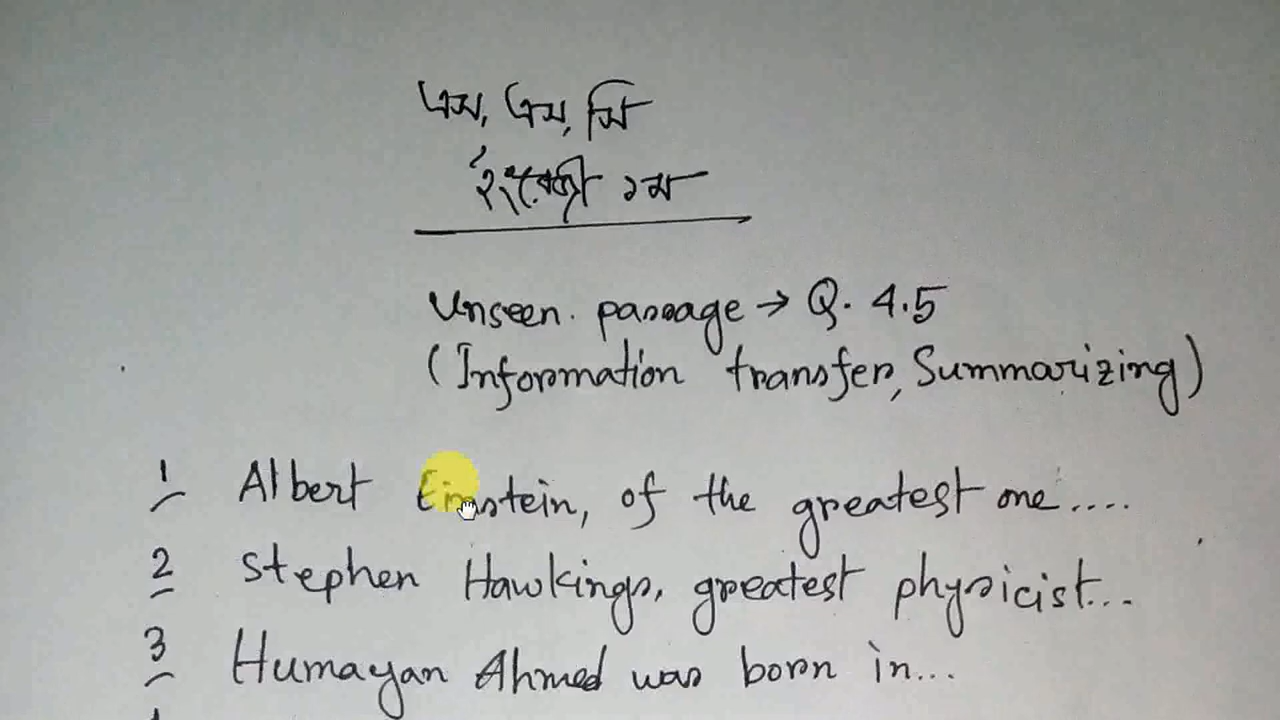 এস, এস, সি
ইংরেজী ১ম
Unseen. passage → Q. 4.5
(Information transfer, Summarizing)
1 Albert Einstein, of the greatest one....
2 Stephen Hawkings, greatest physicist...
3 Humayan Ahmed was born in...